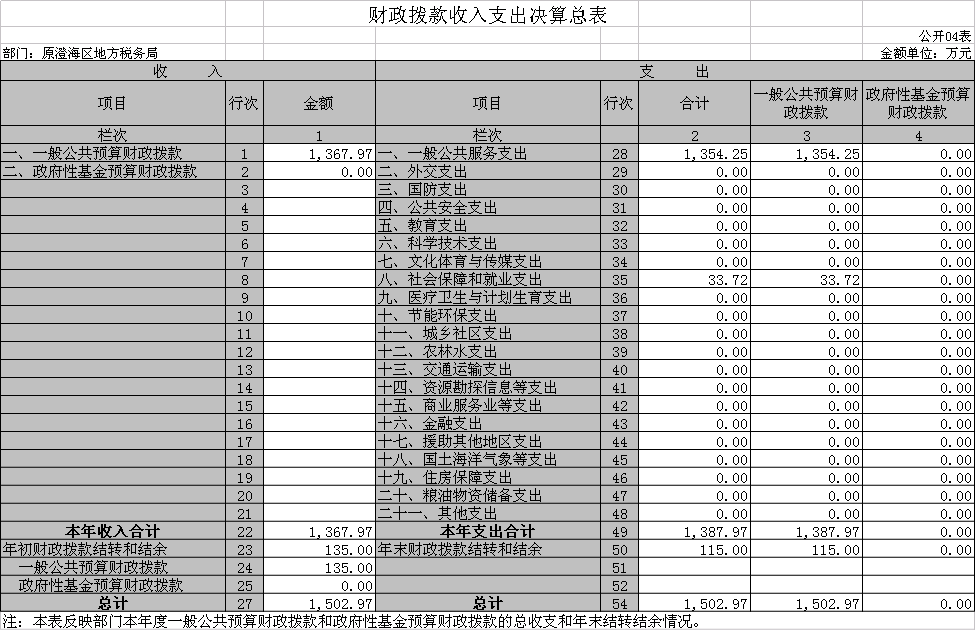 财政拨款收入支出决算总表
公开04表
部门：原澄海区地方税务局 金额单位：万元
收 入 支 出
项目 行次 金额 项目 行次 合计 一般公共预算财政拨款 政府性基金预算财政拨款
栏次 1 栏次 2 3 4
一、一般公共预算财政拨款 1 1,367.97 一、一般公共服务支出 28 1,354.25 1,354.25 0.00
二、政府性基金预算财政拨款 2 0.00 二、外交支出 29 0.00 0.00 0.00
3 三、国防支出 30 0.00 0.00 0.00
4 四、公共安全支出 31 0.00 0.00 0.00
5 五、教育支出 32 0.00 0.00 0.00
6 六、科学技术支出 33 0.00 0.00 0.00
7 七、文化体育与传媒支出 34 0.00 0.00 0.00
8 八、社会保障和就业支出 35 33.72 33.72 0.00
9 九、医疗卫生与计划生育支出 36 0.00 0.00 0.00
10 十、节能环保支出 37 0.00 0.00 0.00
11 十一、城乡社区支出 38 0.00 0.00 0.00
12 十二、农林水支出 39 0.00 0.00 0.00
13 十三、交通运输支出 40 0.00 0.00 0.00
14 十四、资源勘探信息等支出 41 0.00 0.00 0.00
15 十五、商业服务业等支出 42 0.00 0.00 0.00
16 十六、金融支出 43 0.00 0.00 0.00
17 十七、援助其他地区支出 44 0.00 0.00 0.00
18 十八、国土海洋气象等支出 45 0.00 0.00 0.00
19 十九、住房保障支出 46 0.00 0.00 0.00
20 二十、粮油物资储备支出 47 0.00 0.00 0.00
21 二十一、其他支出 48 0.00 0.00 0.00
本年收入合计 22 1,367.97 本年支出合计 49 1,387.97 1,387.97 0.00
年初财政拨款结转和结余 23 135.00 年末财政拨款结转和结余 50 115.00 115.00 0.00
一般公共预算财政拨款 24 135.00 51
政府性基金预算财政拨款 25 0.00 52
总计 27 1,502.97 总计 54 1,502.97 1,502.97 0.00
注：本表反映部门本年度一般公共预算财政拨款和政府性基金预算财政拨款的总收支和年末结转结余情况。